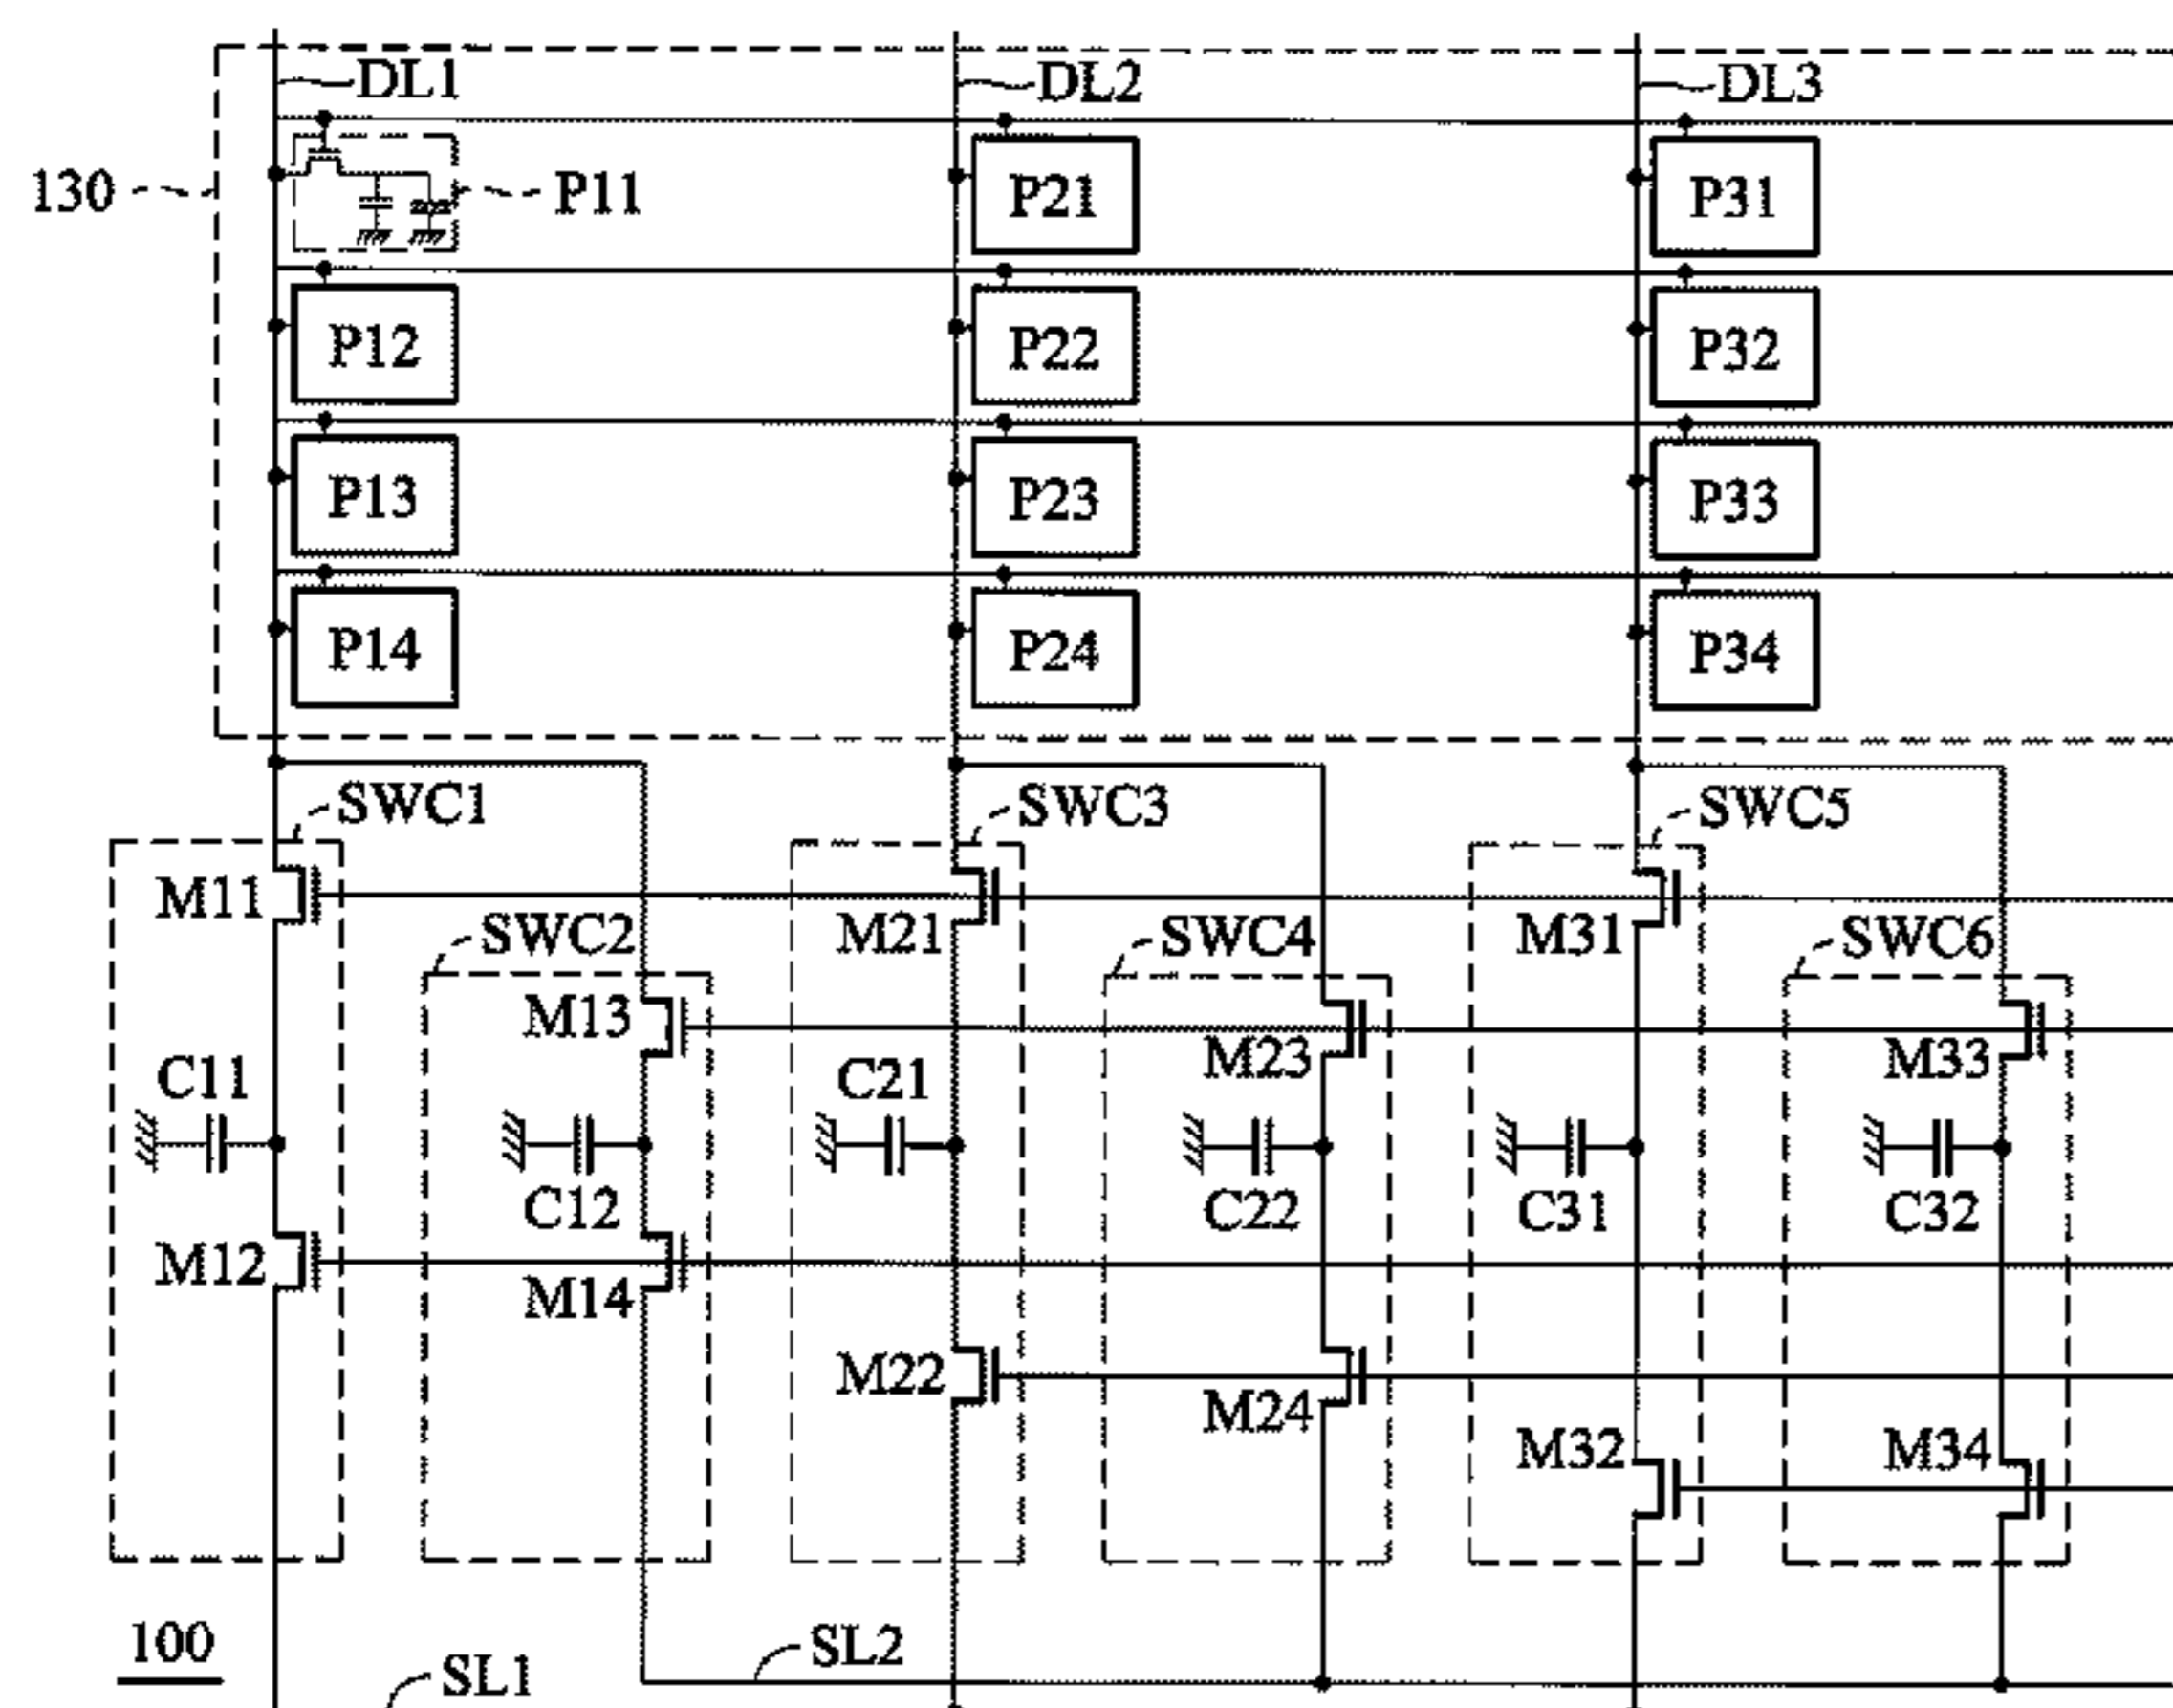 DL1 DL2 DL3
130 P11 P21 P31
P12 P22 P32
P13 P23 P33
P14 P24 P34
SWC1 SWC3 SWC5
M11 SWC2 M21 SWC4 M31 SWC6
M13 M23 M33
C11 C21
C12 C22 C31 C32
M12 M14
M22 M24
M32 M34
100 SL1 SL2